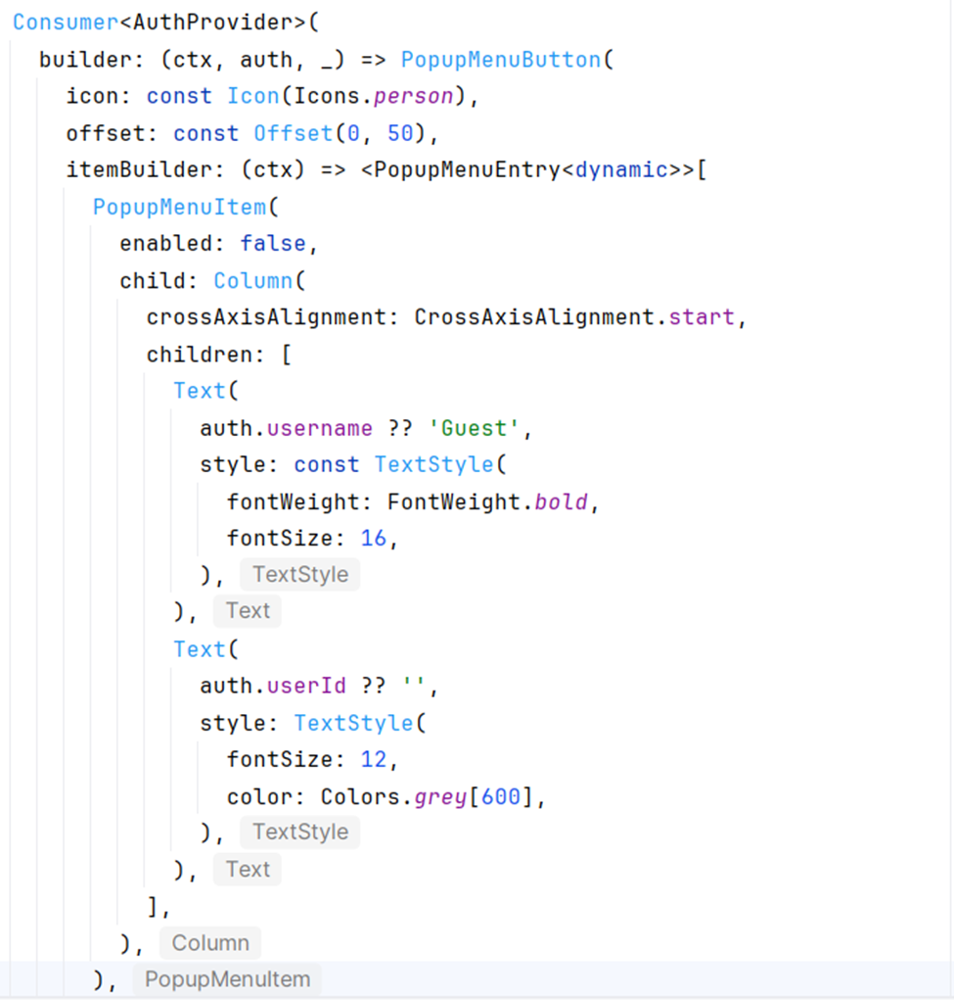 Consumer<AuthProvider>(
  builder: (ctx, auth, _) => PopupMenuButton(
    icon: const Icon(Icons.person),
    offset: const Offset(0, 50),
    itemBuilder: (ctx) => <PopupMenuEntry<dynamic>>[
      PopupMenuItem(
        enabled: false,
        child: Column(
          crossAxisAlignment: CrossAxisAlignment.start,
          children: [
            Text(
              auth.username ?? 'Guest',
              style: const TextStyle(
                fontWeight: FontWeight.bold,
                fontSize: 16,
              ), TextStyle
            ), Text
            Text(
              auth.userId ?? '',
              style: TextStyle(
                fontSize: 12,
                color: Colors.grey[600],
              ), TextStyle
            ), Text
          ],
        ), Column
      ), PopupMenuItem